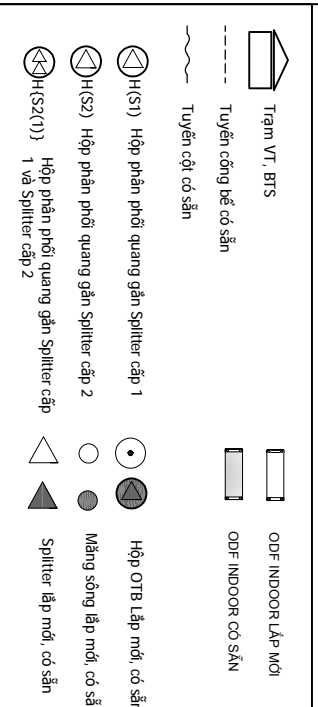 Trạm VT, BTS
Tuyến cống bể có sẵn
Tuyến cột có sẵn
H(S1) Hộp phân phối quang gắn Splitter cấp 1
H(S2) Hộp phân phối quang gắn Splitter cấp 2
H{S2(1)} Hộp phân phối quang gắn Splitter cấp
1 và Splitter cấp 2
ODF INDOOR LẮP MỚI
ODF INDOOR CÓ SẴN
Hộp OTB Lắp mới, có sẵn
Măng sông lắp mới, có sẵ
Splitter lắp mới, có sẵn